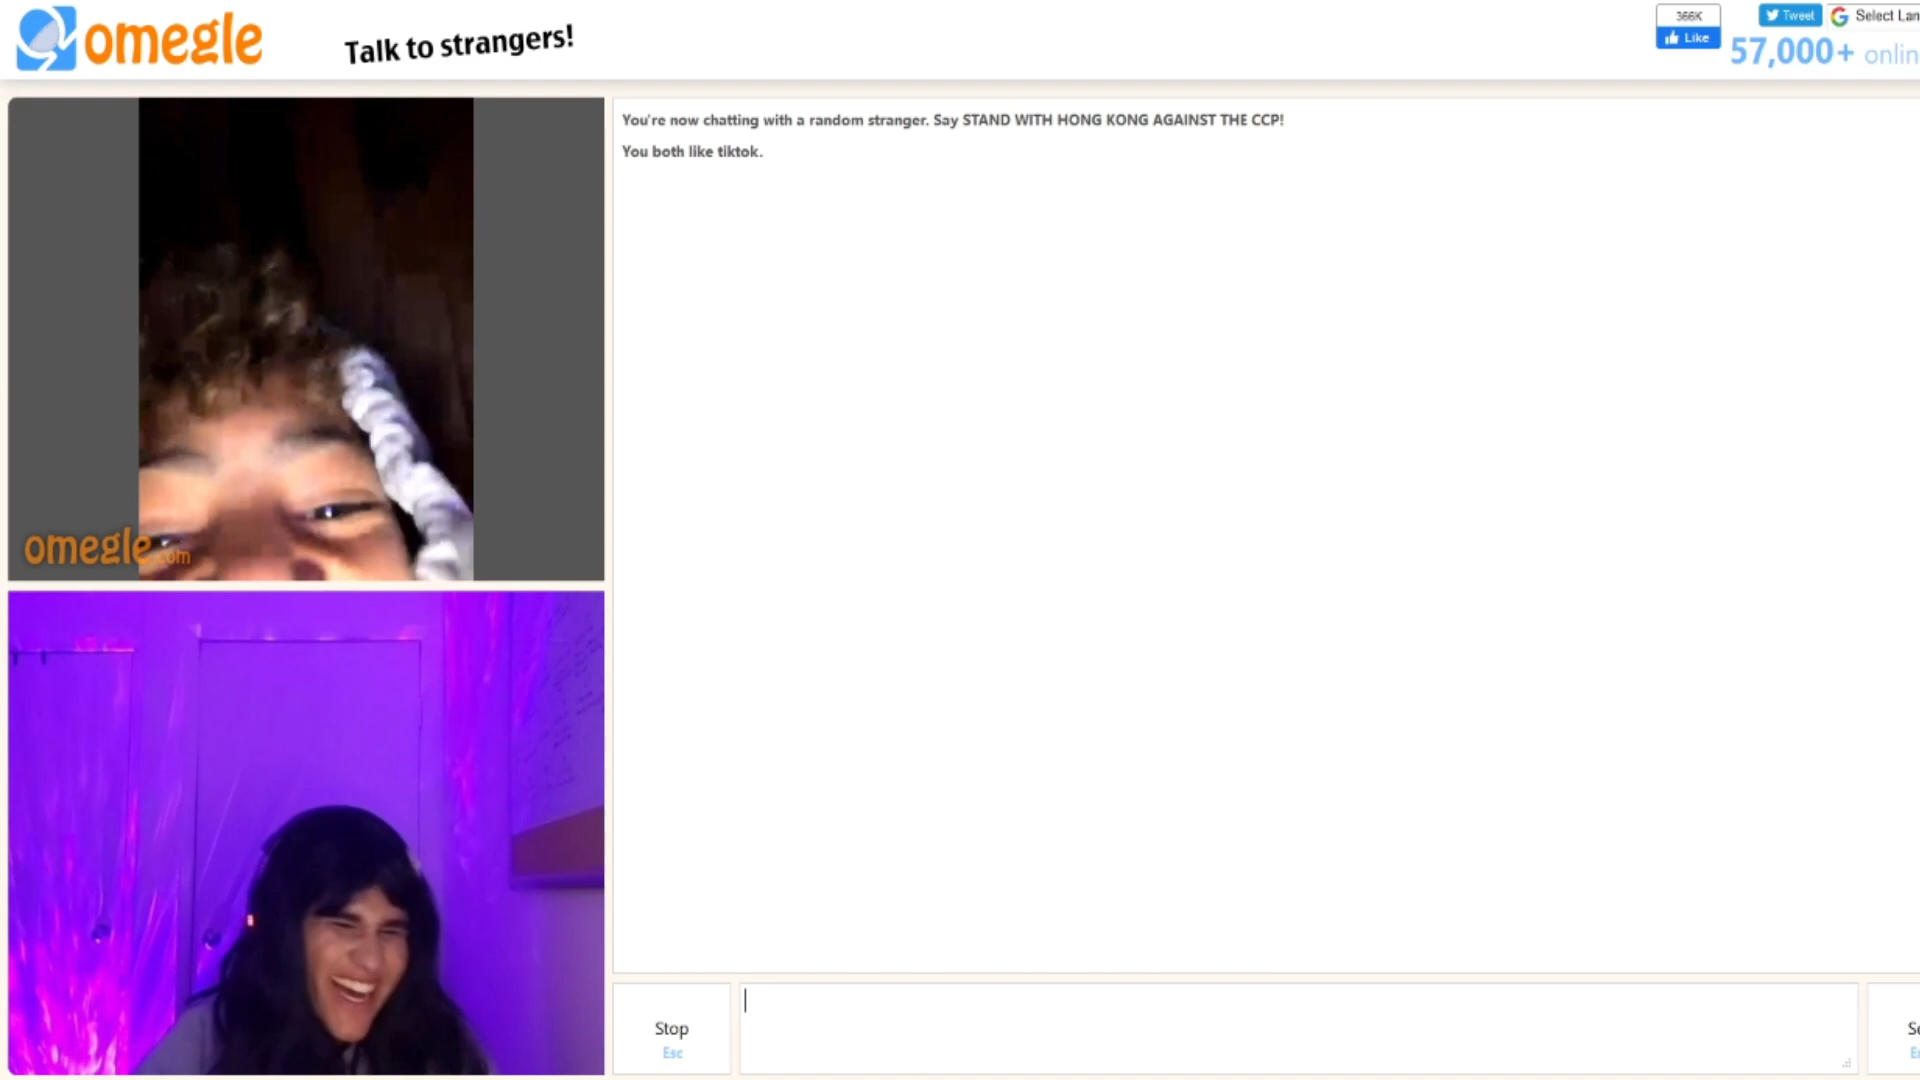 omegle
Talk to strangers!
366K
Like
Tweet
Select Lan
57,000+ onlin
You're now chatting with a random stranger. Say STAND WITH HONG KONG AGAINST THE CCP!
You both like tiktok.
omegle.com
Stop
Esc